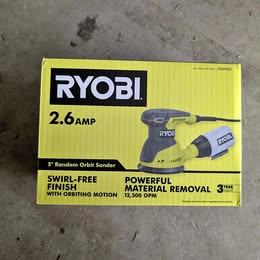 RYOBI
2.6 AMP
RYOBI
5" Random Orbit Sander
SWIRL-FREE
FINISH
WITH ORBITING MOTION
POWERFUL
MATERIAL REMOVAL
12,500 OPM
3 YEAR